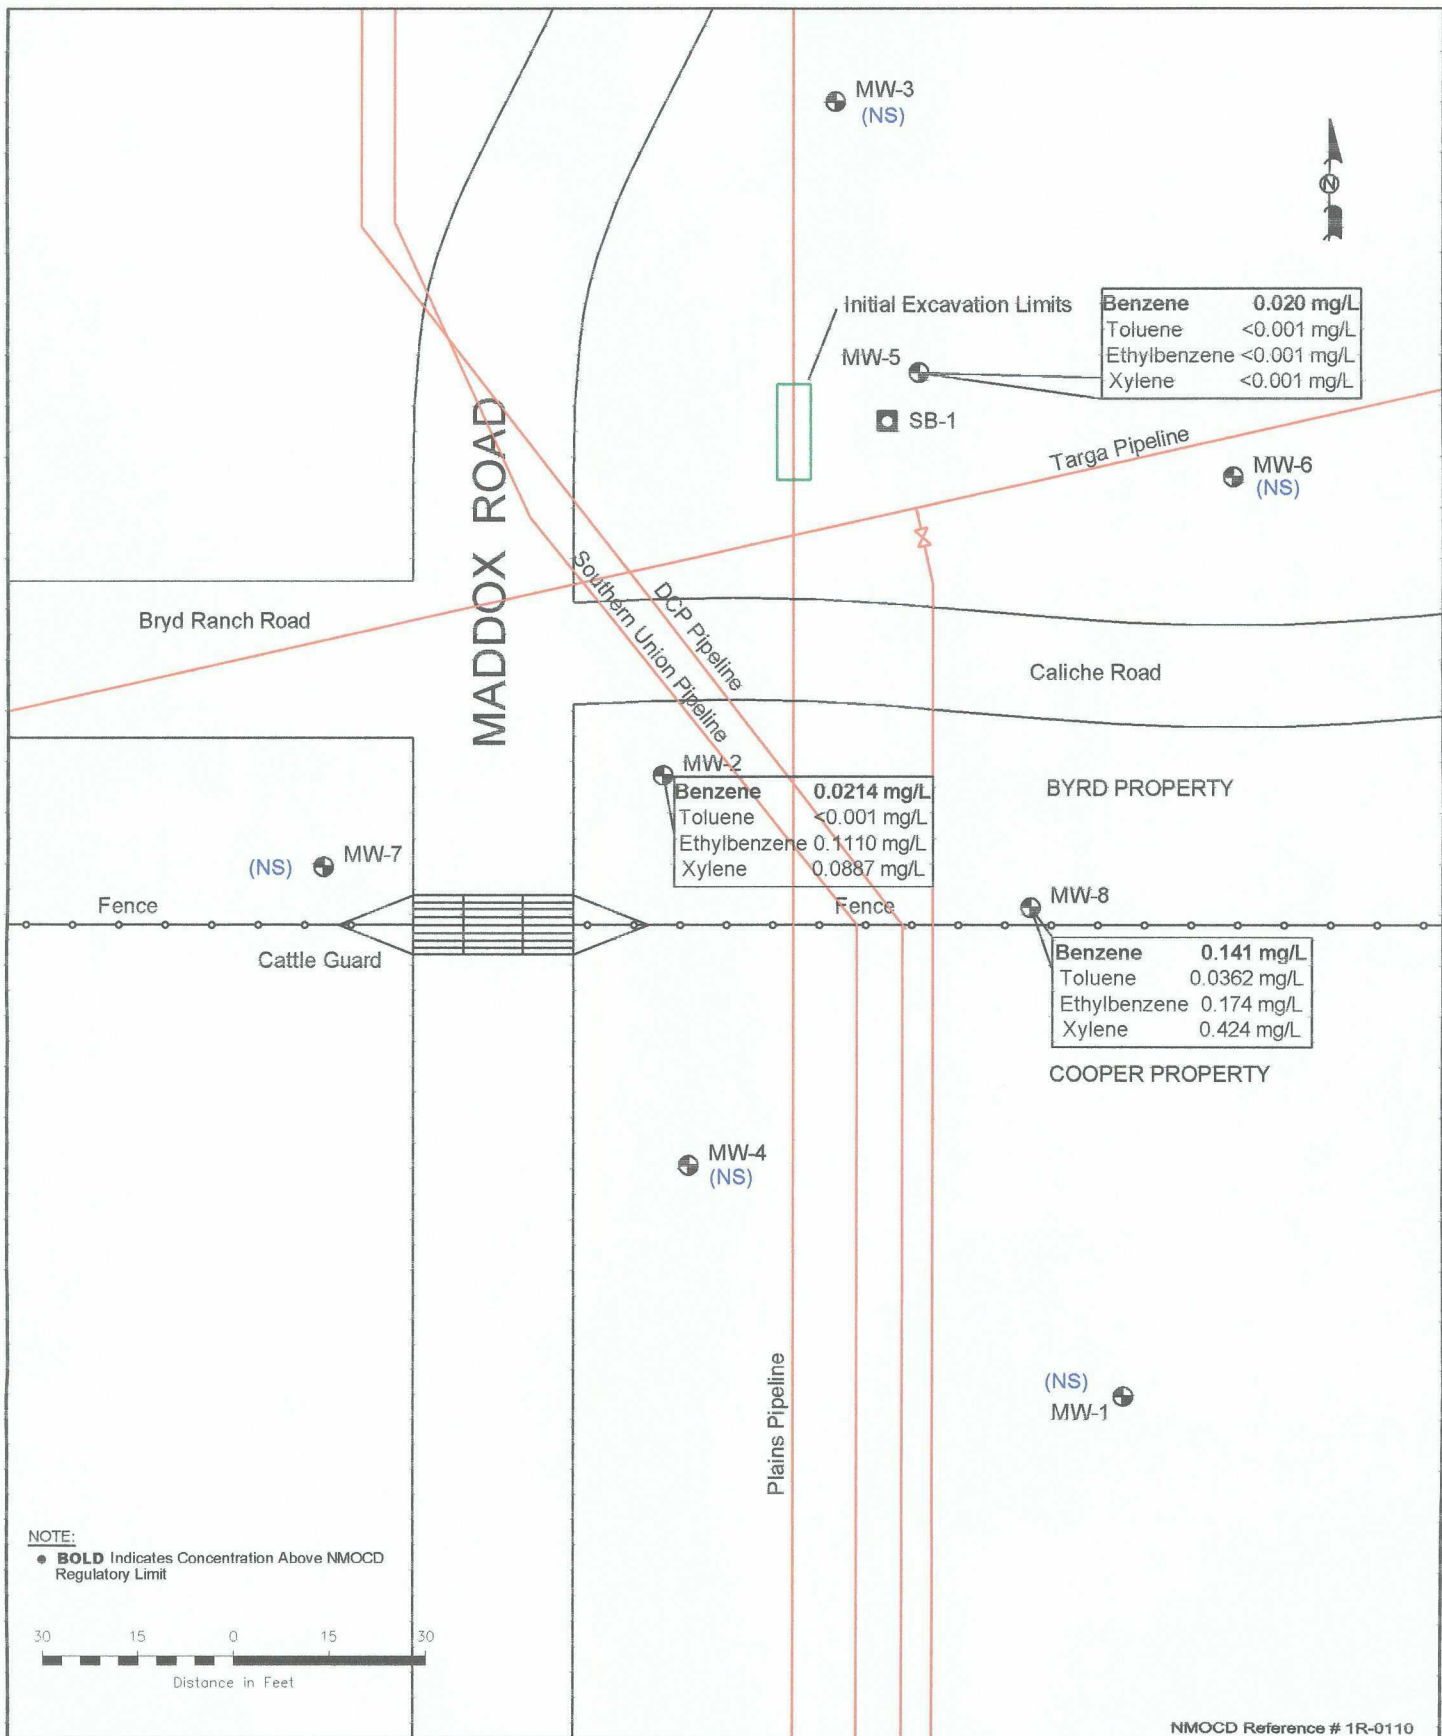 MW-3
(NS)
N
Initial Excavation Limits
Benzene 0.020 mg/L
Toluene <0.001 mg/L
Ethylbenzene <0.001 mg/L
Xylene <0.001 mg/L
MW-5
SB-1
Targa Pipeline
MW-6
(NS)
MADDOX ROAD
Southern Union Pipeline
DCP Pipeline
Bryd Ranch Road
Caliche Road
MW-2
Benzene 0.0214 mg/L
Toluene <0.001 mg/L
Ethylbenzene 0.1110 mg/L
Xylene 0.0887 mg/L
BYRD PROPERTY
(NS) MW-7
Fence
Fence
MW-8
Cattle Guard
Benzene 0.141 mg/L
Toluene 0.0362 mg/L
Ethylbenzene 0.174 mg/L
Xylene 0.424 mg/L
COOPER PROPERTY
MW-4
(NS)
Plains Pipeline
(NS)
MW-1
NOTE:
• BOLD Indicates Concentration Above NMOCD
Regulatory Limit
30 15 0 15 30
Distance in Feet
NMOCD Reference # 1R-0110